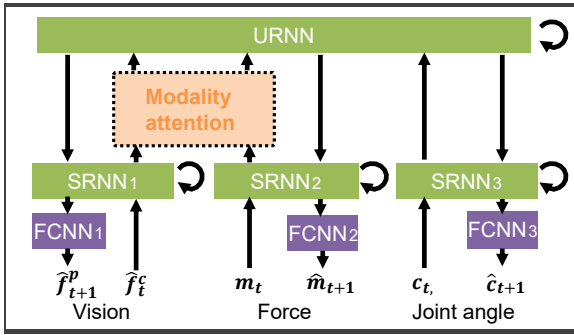 URNN
Modality
attention
SRNN₁ SRNN₂ SRNN₃
FCNN₁ FCNN₂ FCNN₃
f̂ᵖₜ₊₁ f̂ᶜₜ mₜ m̂ₜ₊₁ cₜ, ĉₜ₊₁
Vision Force Joint angle